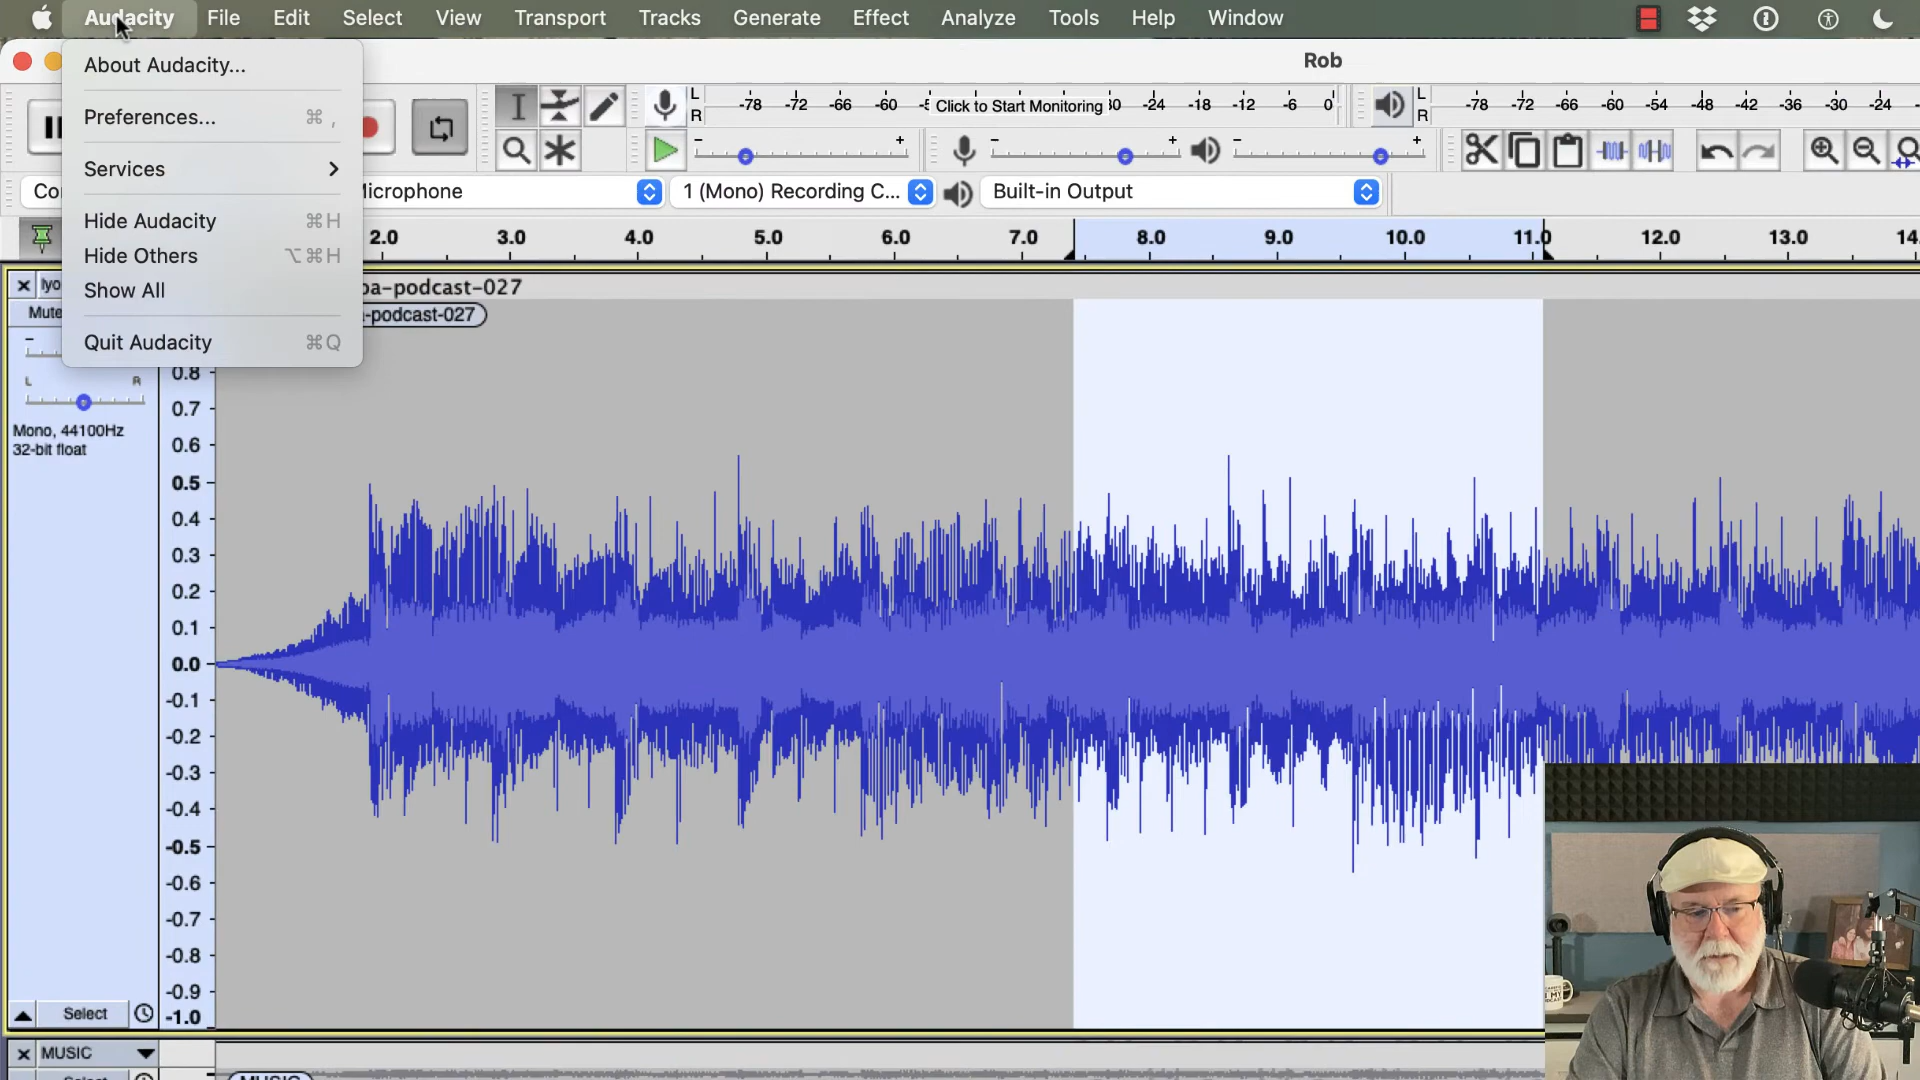 Audacity File Edit Select View Transport Tracks Generate Effect Analyze Tools Help Window
Rob
About Audacity...
Preferences... ⌘ ,
Services
Hide Audacity ⌘H
Hide Others ⌥⌘H
Show All
Quit Audacity ⌘Q
L
R
-78 -72 -66 -60 Click to Start Monitoring -24 -18 -12 -6 0
L
R
-78 -72 -66 -60 -54 -48 -42 -36 -30 -24
- +
- +
- +
1 (Mono) Recording C...
Built-in Output
2.0 3.0 4.0 5.0 6.0 7.0 8.0 9.0 10.0 11.0 12.0 13.0
-podcast-027
-podcast-027
Mute
-
L R
Mono, 44100Hz
32-bit float
0.8
0.7
0.6
0.5
0.4
0.3
0.2
0.1
0.0
-0.1
-0.2
-0.3
-0.4
-0.5
-0.6
-0.7
-0.8
-0.9
-1.0
Select
MUSIC
Select
MUSIC